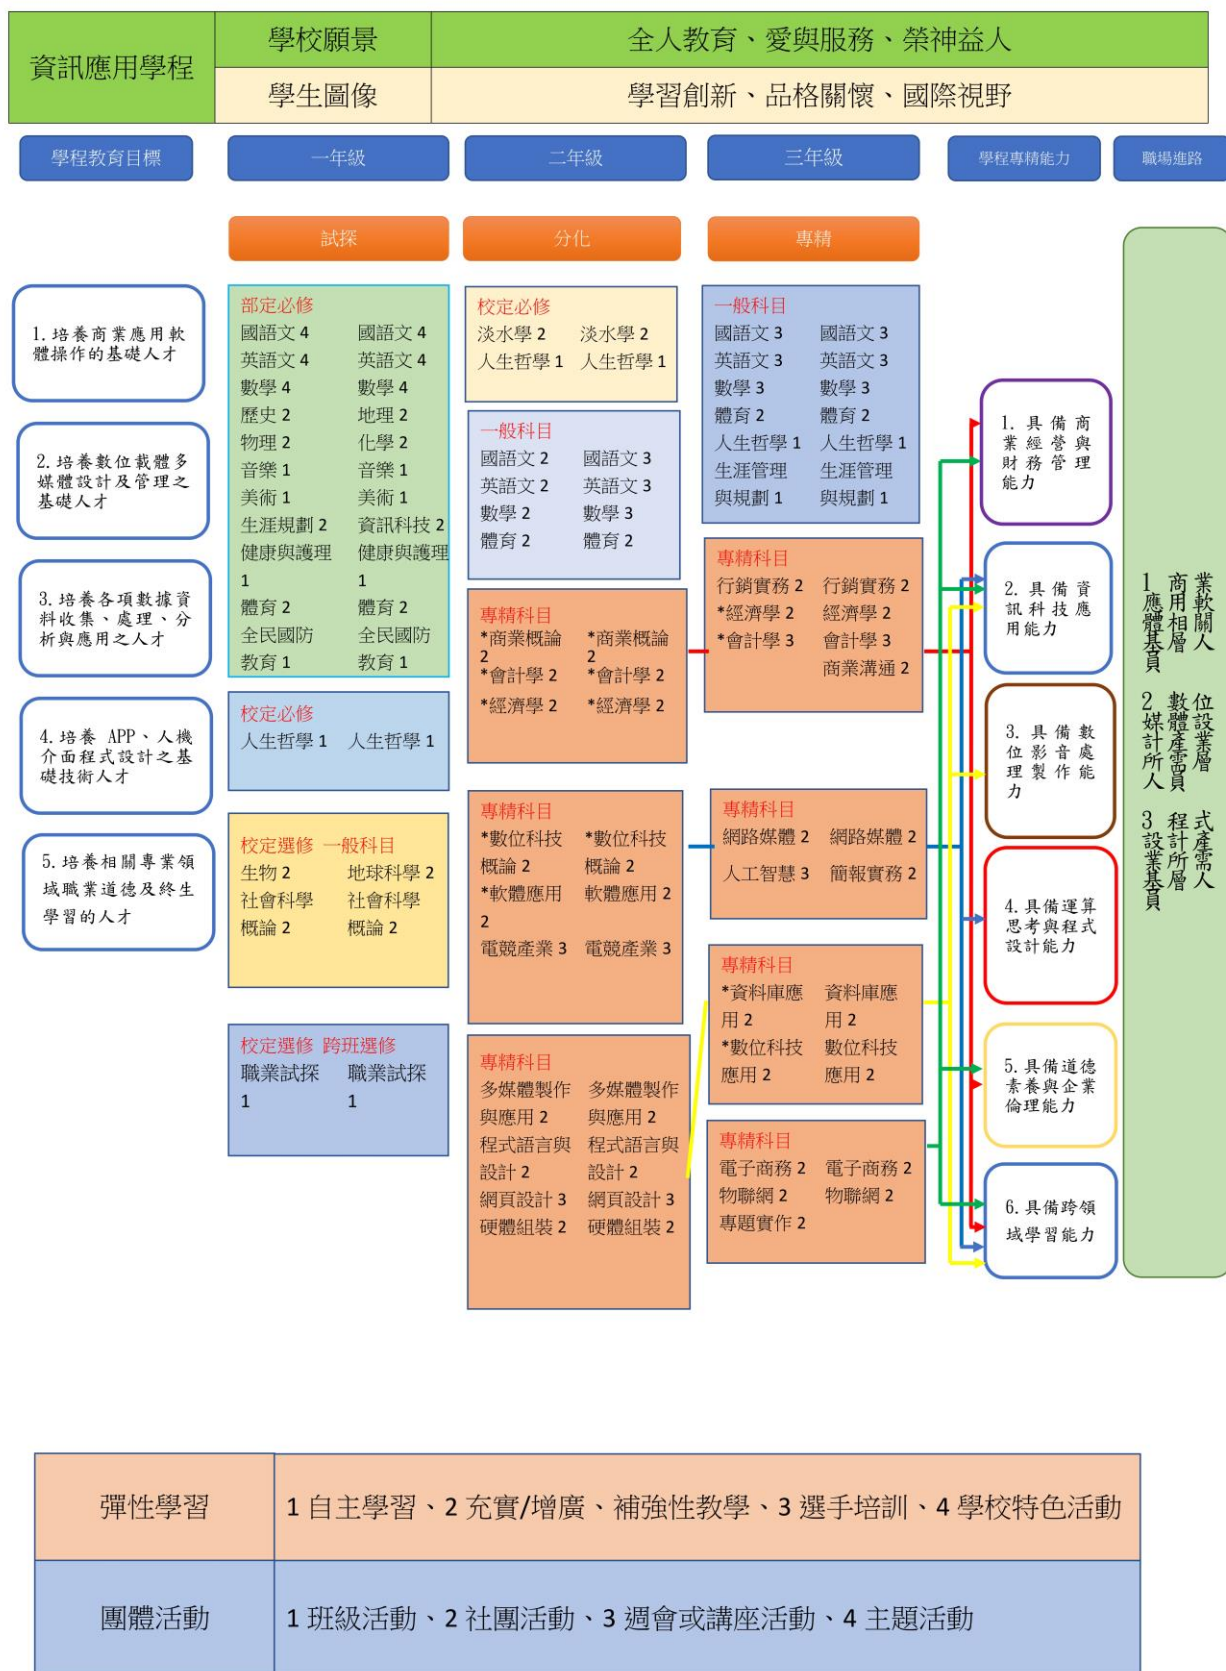 資訊應用學程
學校願景
全人教育、愛與服務、榮神益人
學生圖像
學習創新、品格關懷、國際視野
學程教育目標
一年級
二年級
三年級
學程專精能力
職場進路
試探
分化
專精
1.培養商業應用軟
體操作的基礎人才
2.培養數位載體多
媒體設計及管理之
基礎人才
3.培養各項數據資
料收集、處理、分
析與應用之人才
4.培養 APP、人機
介面程式設計之基
礎技術人才
5.培養相關專業領
域職業道德及終生
學習的人才
部定必修
國語文 4 國語文 4
英語文 4 英語文 4
數學 4 數學 4
歷史 2 地理 2
物理 2 化學 2
音樂 1 音樂 1
美術 1 美術 1
生涯規劃 2 資訊科技 2
健康與護理 健康與護理
1 1
體育 2 體育 2
全民國防 全民國防
教育 1 教育 1
校定必修
人生哲學 1 人生哲學 1
校定選修 一般科目
生物 2 地球科學 2
社會科學 社會科學
概論 2 概論 2
校定選修 跨班選修
職業試探 職業試探
1 1
校定必修
淡水學 2 淡水學 2
人生哲學 1 人生哲學 1
一般科目
國語文 2 國語文 3
英語文 2 英語文 3
數學 2 數學 3
體育 2 體育 2
專精科目
*商業概論 *商業概論
2 2
*會計學 2 *會計學 2
*經濟學 2 *經濟學 2
專精科目
*數位科技 *數位科技
概論 2 概論 2
*軟體應用 軟體應用 2
2
電競產業 3 電競產業 3
專精科目
多媒體製作 多媒體製作
與應用 2 與應用 2
程式語言與 程式語言與
設計 2 設計 2
網頁設計 3 網頁設計 3
硬體組裝 2 硬體組裝 2
一般科目
國語文 3 國語文 3
英語文 3 英語文 3
數學 3 數學 3
體育 2 體育 2
人生哲學 1 人生哲學 1
生涯管理 生涯管理
與規劃 1 與規劃 1
專精科目
行銷實務 2 行銷實務 2
*經濟學 2 經濟學 2
*會計學 3 會計學 3
商業溝通 2
專精科目
網路媒體 2 網路媒體 2
人工智慧 3 簡報實務 2
專精科目
*資料庫應 資料庫應
用 2 用 2
*數位科技 數位科技
應用 2 應用 2
專精科目
電子商務 2 電子商務 2
物聯網 2 物聯網 2
專題實作 2
1.具備商
業經營與
財務管理
能力
2.具備資
訊科技應
用能力
3.具備數
位影音處
理製作能
力
4.具備運算
思考與程式
設計能力
5.具備道德
素養與企業
倫理能力
6.具備跨領
域學習能力
1 商業
應用軟
體相關
基層人
員
2 數位
媒體設
計產業
所需層
人員
3 程式
設計產
業所需
基層人
員
彈性學習
1 自主學習、2 充實/增廣、補強性教學、3 選手培訓、4 學校特色活動
團體活動
1 班級活動、2 社團活動、3 週會或講座活動、4 主題活動